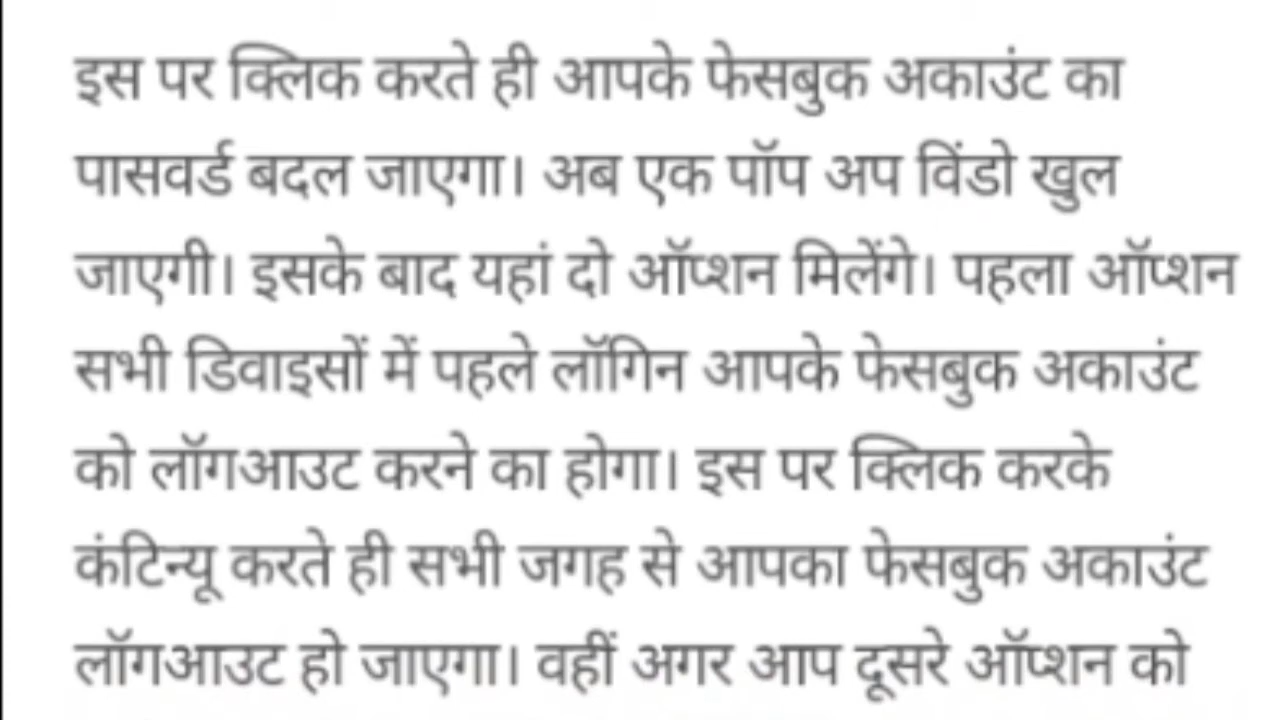 इस पर क्लिक करते ही आपके फेसबुक अकाउंट का
पासवर्ड बदल जाएगा। अब एक पॉप अप विंडो खुल
जाएगी। इसके बाद यहां दो ऑप्शन मिलेंगे। पहला ऑप्शन
सभी डिवाइसों में पहले लॉगिन आपके फेसबुक अकाउंट
को लॉगआउट करने का होगा। इस पर क्लिक करके
कंटिन्यू करते ही सभी जगह से आपका फेसबुक अकाउंट
लॉगआउट हो जाएगा। वहीं अगर आप दूसरे ऑप्शन को